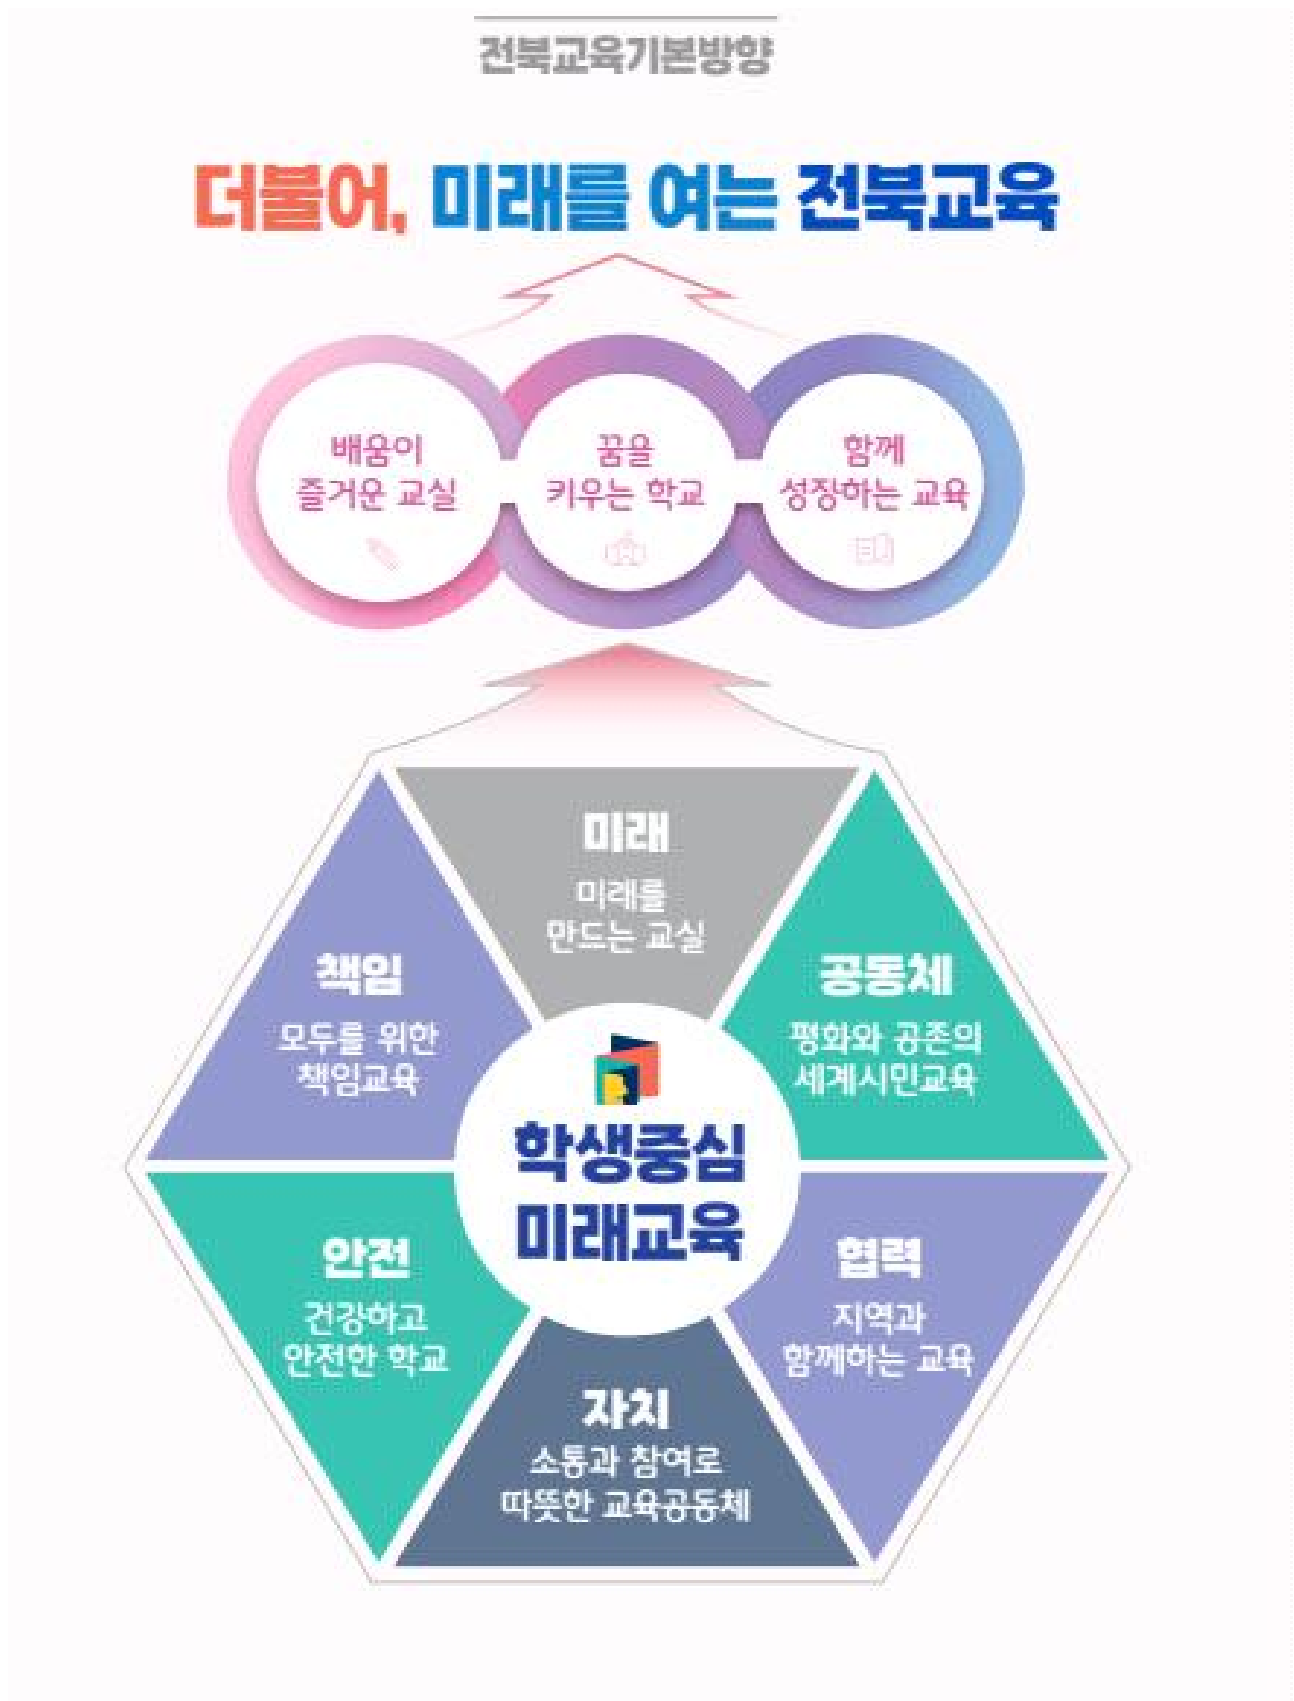 전북교육기본방향
더불어, 미래를 여는 전북교육
배움이
즐거운 교실
꿈을
키우는 학교
함께
성장하는 교육
미래
미래를
만드는 교실
책임
모두를 위한
책임교육
공동체
평화와 공존의
세계시민교육
학생중심
미래교육
안전
건강하고
안전한 학교
협력
지역과
함께하는 교육
자치
소통과 참여로
따뜻한 교육공동체